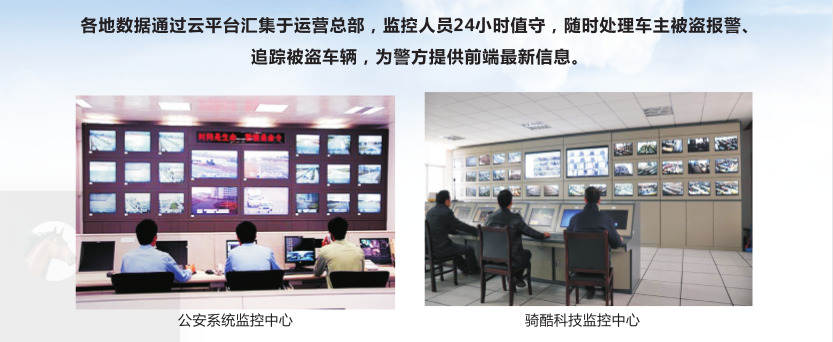 各地数据通过云平台汇集于运营总部，监控人员24小时值守，随时处理车主被盗报警、
追踪被盗车辆，为警方提供前端最新信息。
公安系统监控中心
骑酷科技监控中心